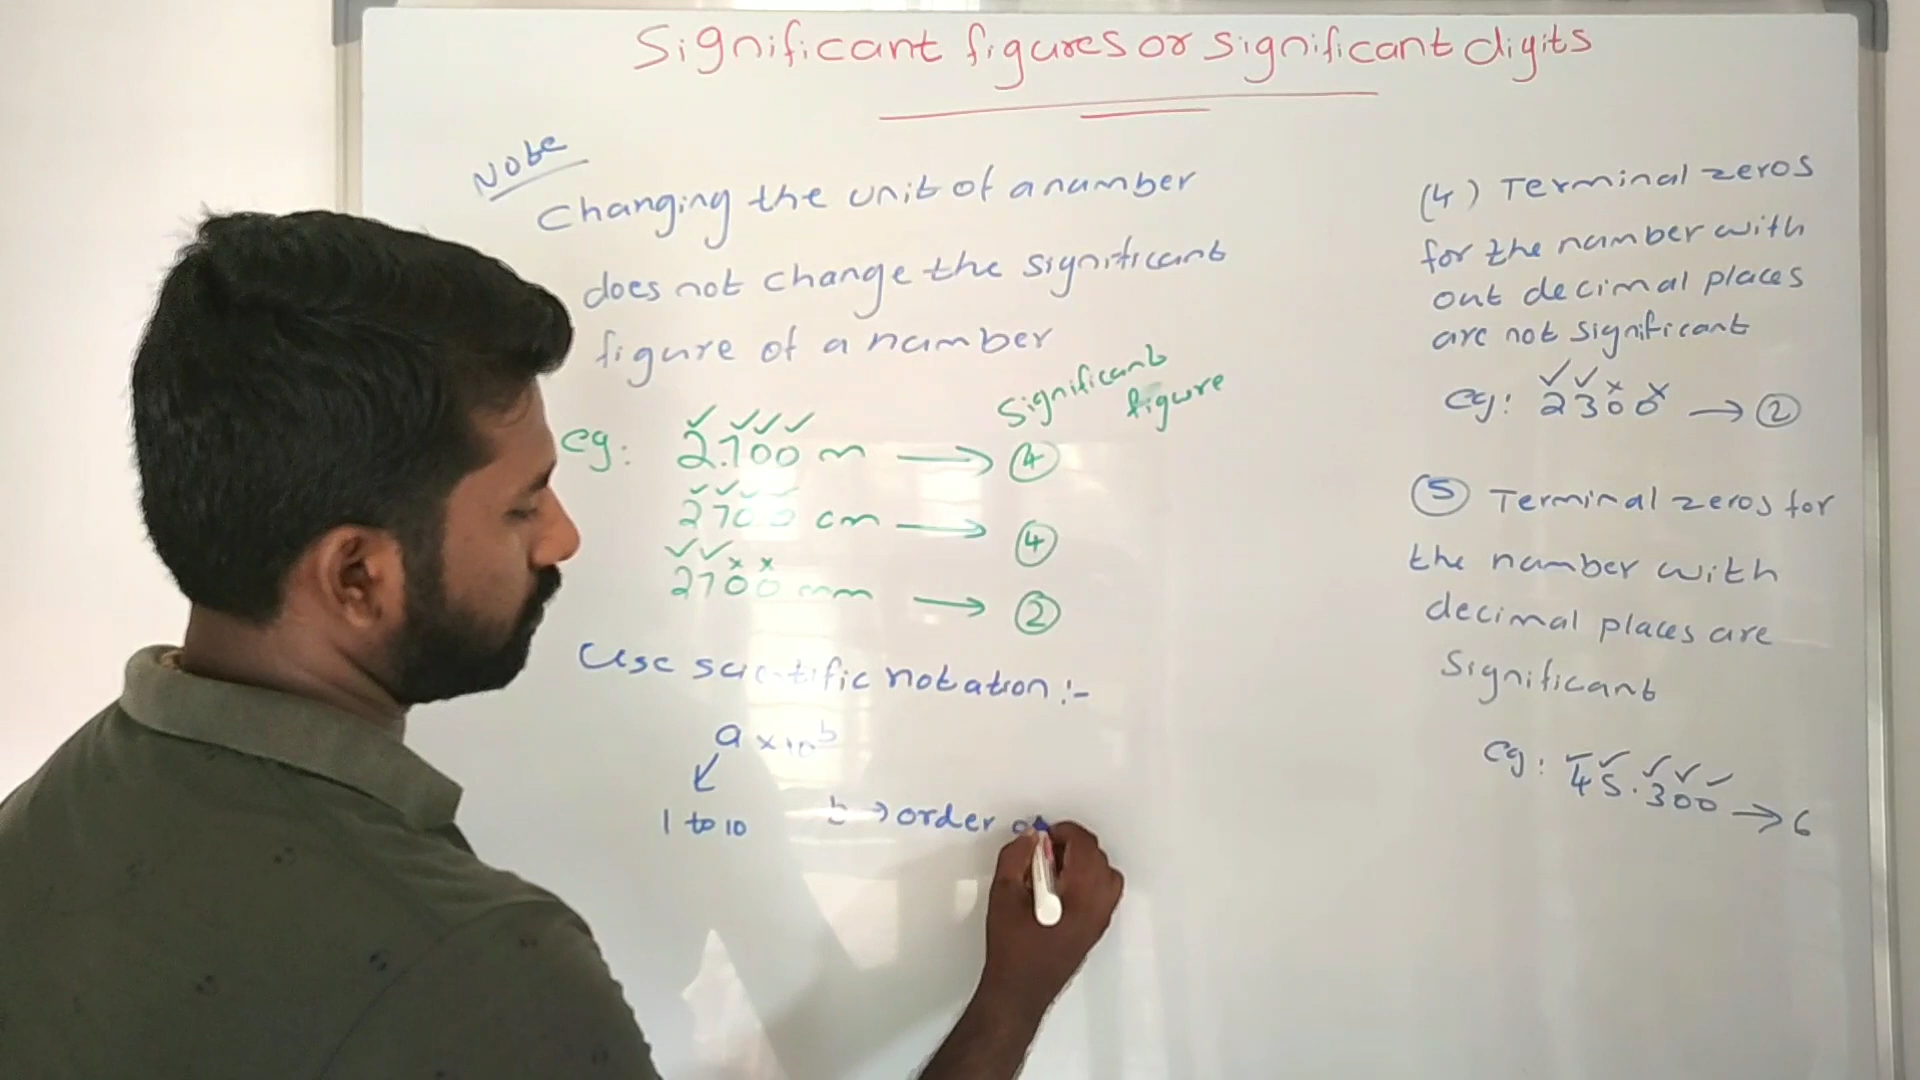 Significant figures or significant digits
Note
Changing the unit of a number
does not change the significant
figure of a number
Significant
figure
eg: 2.700 m → 4
2700 cm → 4
2700 mm → 2
Use scientific notation :-
a × 10^b
1 to 10
b → order of
(4) Terminal zeros
for the number with
out decimal places
are not significant
eg: 2300 → 2
5 Terminal zeros for
the number with
decimal places are
Significant
eg: 45.300 → 6